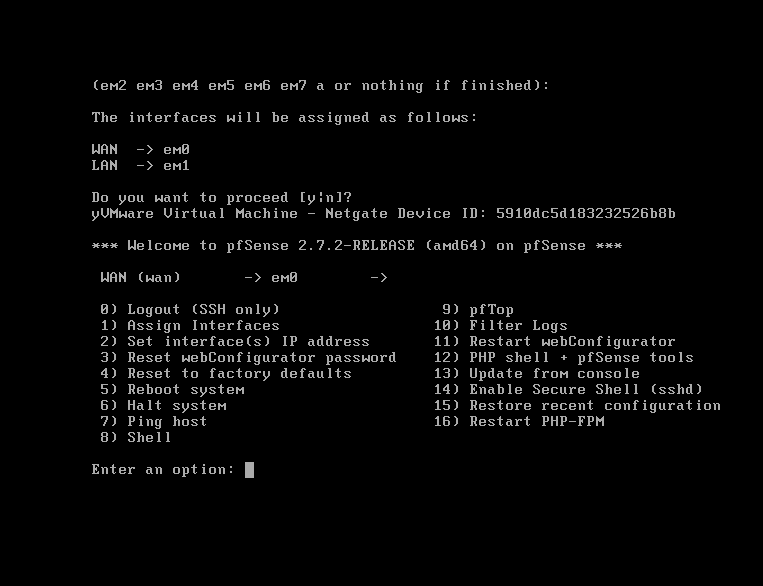 (em2 em3 em4 em5 em6 em7 a or nothing if finished):
The interfaces will be assigned as follows:
WAN  -> em0
LAN  -> em1
Do you want to proceed [y|n]?
yVMware Virtual Machine - Netgate Device ID: 5910dc5d183232526b8b
*** Welcome to pfSense 2.7.2-RELEASE (amd64) on pfSense ***
WAN (wan)       -> em0        ->
0) Logout (SSH only)                  9) pfTop
1) Assign Interfaces                 10) Filter Logs
2) Set interface(s) IP address       11) Restart webConfigurator
3) Reset webConfigurator password    12) PHP shell + pfSense tools
4) Reset to factory defaults         13) Update from console
5) Reboot system                     14) Enable Secure Shell (sshd)
6) Halt system                       15) Restore recent configuration
7) Ping host                         16) Restart PHP-FPM
8) Shell
Enter an option: